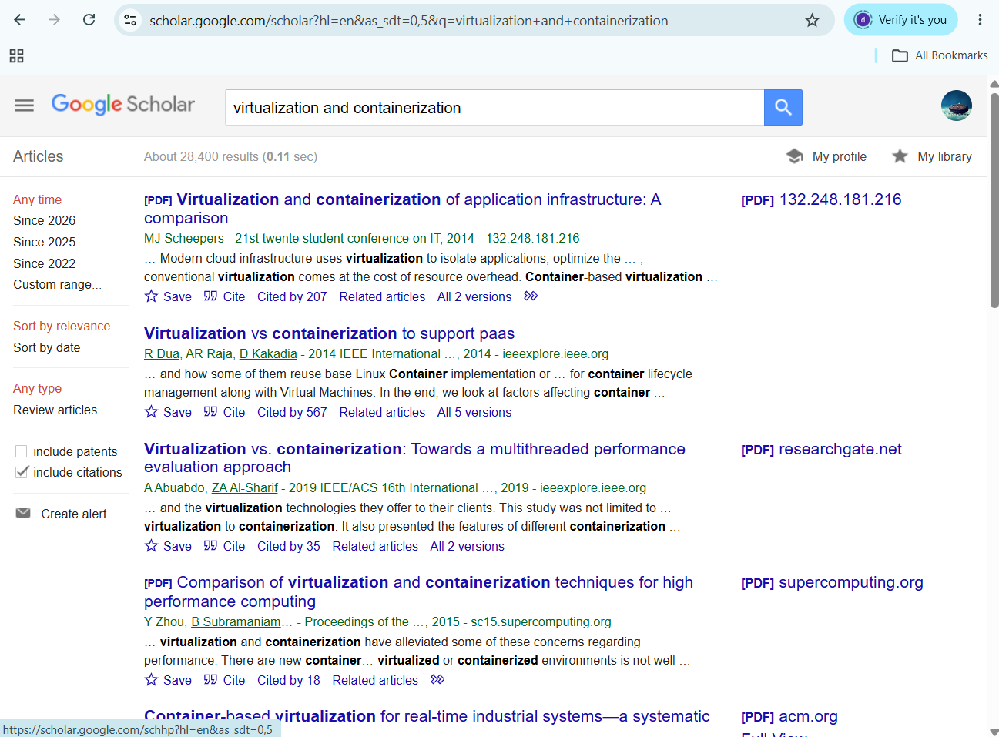 scholar.google.com/scholar?hl=en&as_sdt=0,5&q=virtualization+and+containerization
d
Verify it's you
All Bookmarks
Google Scholar
virtualization and containerization
Articles
About 28,400 results (0.11 sec)
My profile
My library
Any time
Since 2026
Since 2025
Since 2022
Custom range...
Sort by relevance
Sort by date
Any type
Review articles
include patents
include citations
Create alert
[PDF] Virtualization and containerization of application infrastructure: A
comparison
MJ Scheepers - 21st twente student conference on IT, 2014 - 132.248.181.216
… Modern cloud infrastructure uses virtualization to isolate applications, optimize the … ,
conventional virtualization comes at the cost of resource overhead. Container-based virtualization …
Save Cite Cited by 207 Related articles All 2 versions
[PDF] 132.248.181.216
Virtualization vs containerization to support paas
R Dua, AR Raja, D Kakadia - 2014 IEEE International …, 2014 - ieeexplore.ieee.org
… and how some of them reuse base Linux Container implementation or … for container lifecycle
management along with Virtual Machines. In the end, we look at factors affecting container …
Save Cite Cited by 567 Related articles All 5 versions
Virtualization vs. containerization: Towards a multithreaded performance
evaluation approach
A Abuabdo, ZA Al-Sharif - 2019 IEEE/ACS 16th International …, 2019 - ieeexplore.ieee.org
… and the virtualization technologies they offer to their clients. This study was not limited to …
virtualization to containerization. It also presented the features of different containerization …
Save Cite Cited by 35 Related articles All 2 versions
[PDF] researchgate.net
[PDF] Comparison of virtualization and containerization techniques for high
performance computing
Y Zhou, B Subramaniam… - Proceedings of the …, 2015 - sc15.supercomputing.org
… virtualization and containerization have alleviated some of these concerns regarding
performance. There are new container… virtualized or containerized environments is not well …
Save Cite Cited by 18 Related articles
[PDF] supercomputing.org
Container-based virtualization for real-time industrial systems—a systematic
[PDF] acm.org
Full View
https://scholar.google.com/schhp?hl=en&as_sdt=0,5